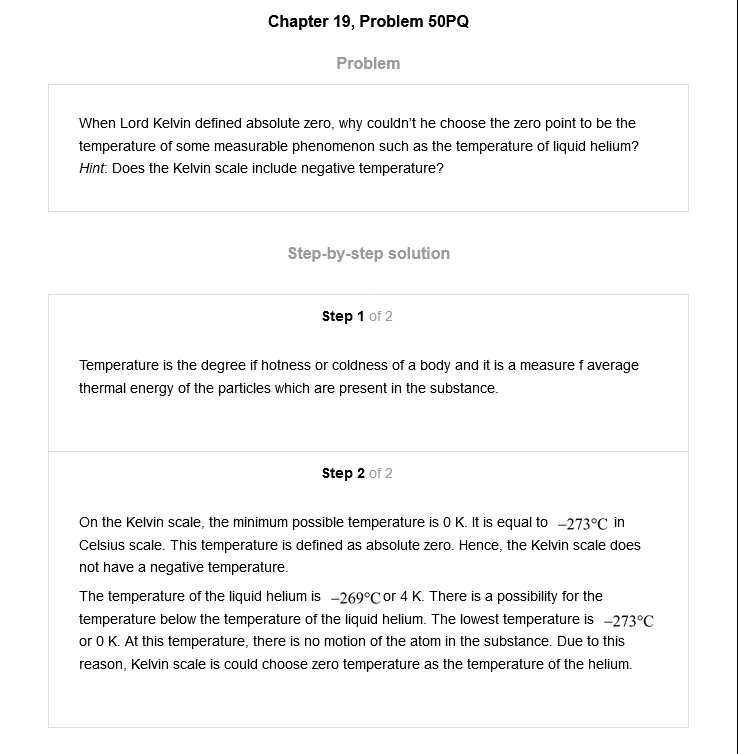 Chapter 19, Problem 50PQ
Problem
When Lord Kelvin defined absolute zero, why couldn't he choose the zero point to be the
temperature of some measurable phenomenon such as the temperature of liquid helium?
Hint: Does the Kelvin scale include negative temperature?
Step-by-step solution
Step 1 of 2
Temperature is the degree if hotness or coldness of a body and it is a measure f average
thermal energy of the particles which are present in the substance.
Step 2 of 2
On the Kelvin scale, the minimum possible temperature is 0 K. It is equal to −273°C in
Celsius scale. This temperature is defined as absolute zero. Hence, the Kelvin scale does
not have a negative temperature.
The temperature of the liquid helium is −269°C or 4 K. There is a possibility for the
temperature below the temperature of the liquid helium. The lowest temperature is −273°C
or 0 K. At this temperature, there is no motion of the atom in the substance. Due to this
reason, Kelvin scale is could choose zero temperature as the temperature of the helium.